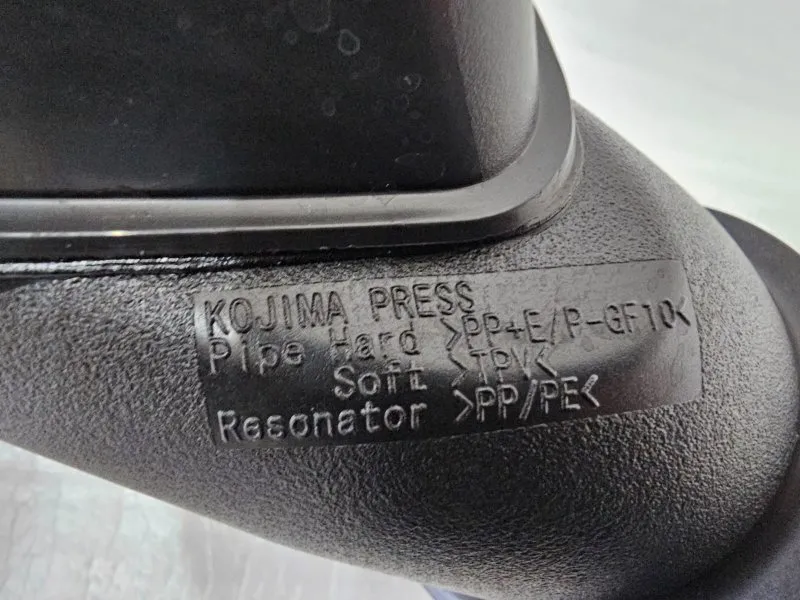 KOJIMA PRESS
Pipe Hard >PP+E/P-GF10<
Soft <TPV<
Resonator >PP/PE<